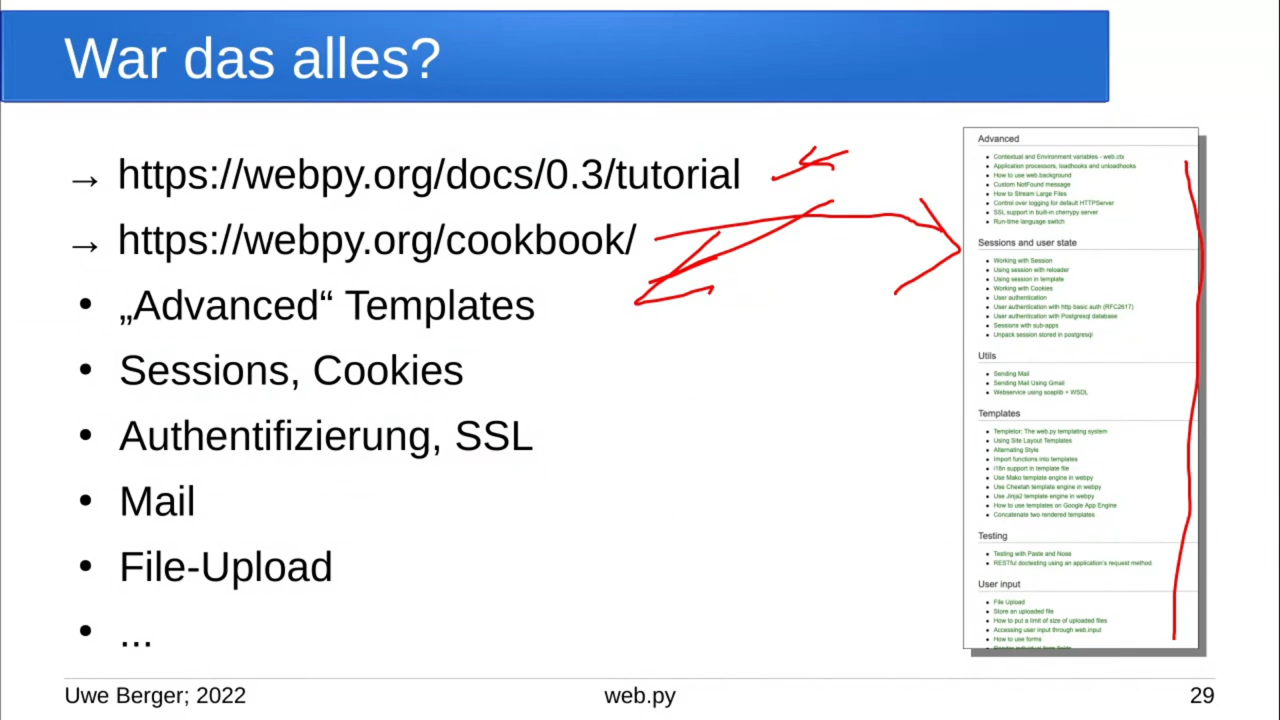 War das alles?
→ https://webpy.org/docs/0.3/tutorial
→ https://webpy.org/cookbook/
• „Advanced“ Templates
• Sessions, Cookies
• Authentifizierung, SSL
• Mail
• File-Upload
• ...
Advanced
• Contextual and Environment variables - web.ctx
• Application processors, loadhooks and unloadhooks
• How to use web.background
• Custom NotFound message
• How to Stream Large Files
• Control over logging for default HTTPServer
• SSL support in built-in cherrypy server
• Run-time language switch
Sessions and user state
• Working with Session
• Using session with reloader
• Using session in template
• Working with Cookies
• User authentication
• User authentication with http basic auth (RFC2617)
• User authentication with Postgresql database
• Sessions with sub-apps
• Unpack session stored in postgresql
Utils
• Sending Mail
• Sending Mail Using Gmail
• Webservice using soaplib + WSDL
Templates
• Templetor: The web.py templating system
• Using Site Layout Templates
• Alternating Style
• Import functions into templates
• i18n support in template file
• Use Mako template engine in webpy
• Use Cheetah template engine in webpy
• Use Jinja2 template engine in webpy
• How to use templates on Google App Engine
• Concatenate two rendered templates
Testing
• Testing with Paste and Nose
• RESTful doctesting using an application's request method
User input
• File Upload
• Store an uploaded file
• How to put a limit of size of uploaded files
• Accessing user input through web.input
• How to use forms
Uwe Berger; 2022
web.py
29